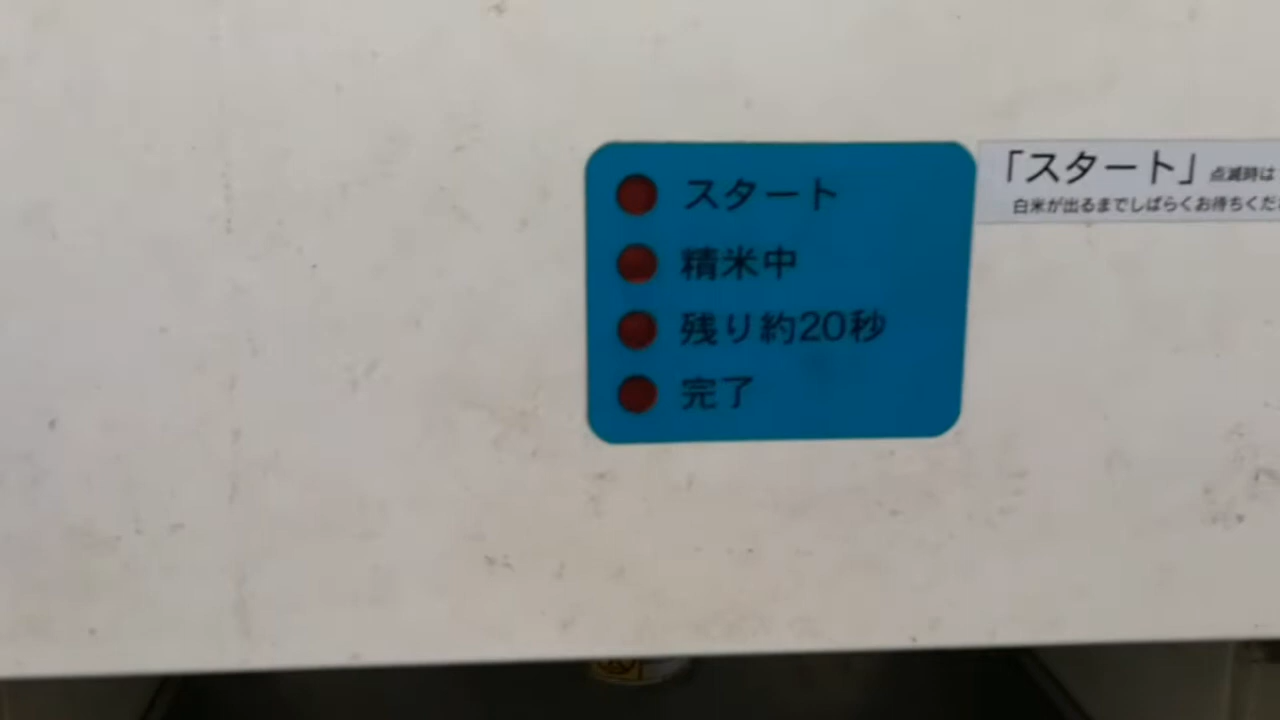 スタート
精米中
残り約20秒
完了
「スタート」点滅時は
白米が出るまでしばらくお待ちくだ